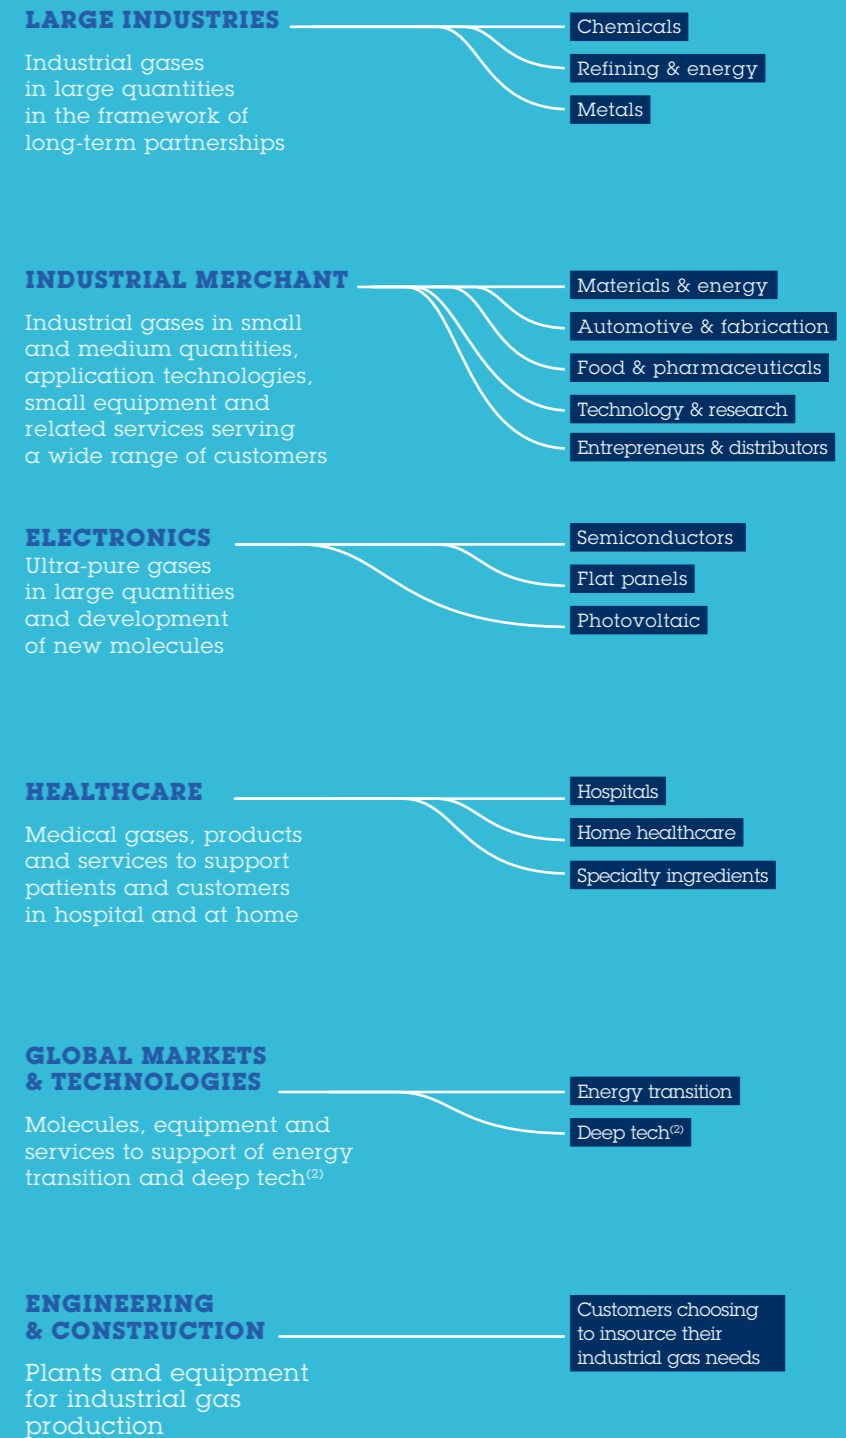 LARGE INDUSTRIES
Industrial gases
in large quantities
in the framework of
long-term partnerships
Chemicals
Refining & energy
Metals
INDUSTRIAL MERCHANT
Industrial gases in small
and medium quantities,
application technologies,
small equipment and
related services serving
a wide range of customers
Materials & energy
Automotive & fabrication
Food & pharmaceuticals
Technology & research
Entrepreneurs & distributors
ELECTRONICS
Ultra-pure gases
in large quantities
and development
of new molecules
Semiconductors
Flat panels
Photovoltaic
HEALTHCARE
Medical gases, products
and services to support
patients and customers
in hospital and at home
Hospitals
Home healthcare
Specialty ingredients
GLOBAL MARKETS
& TECHNOLOGIES
Molecules, equipment and
services to support of energy
transition and deep tech(2)
Energy transition
Deep tech(2)
ENGINEERING
& CONSTRUCTION
Plants and equipment
for industrial gas
production
Customers choosing
to insource their
industrial gas needs